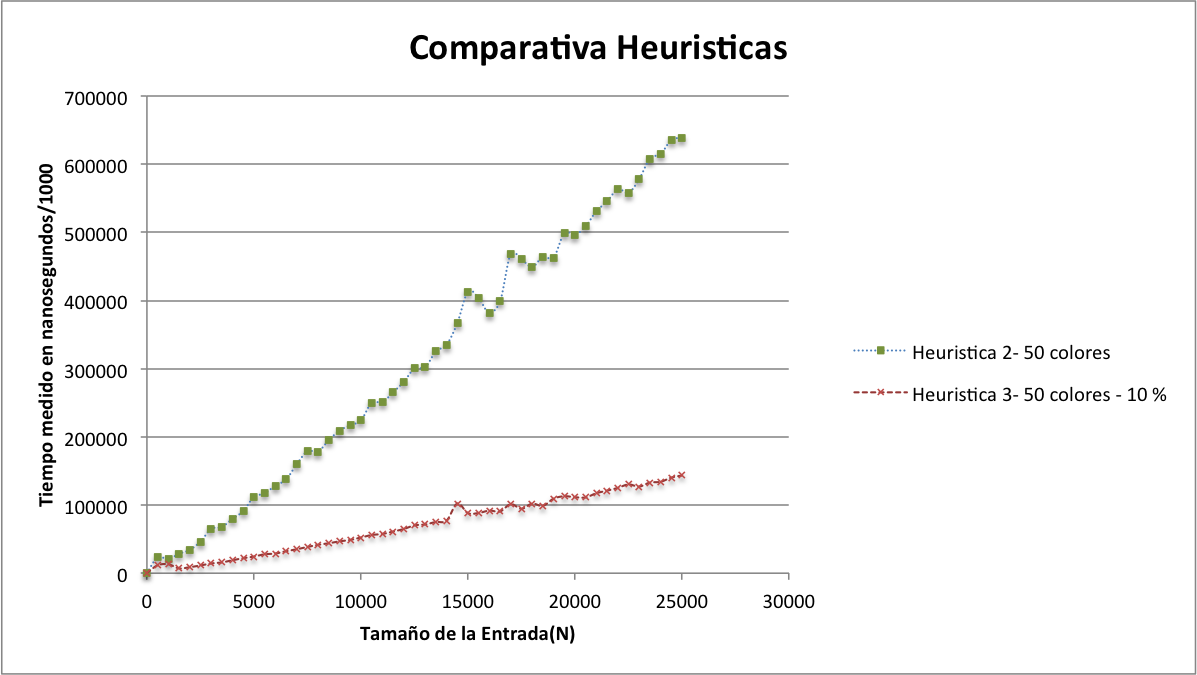 Comparativa Heuristicas
700000
600000
500000
400000
300000
200000
100000
0
Tiempo medido en nanosegundos/1000
0 5000 10000 15000 20000 25000 30000
Tamaño de la Entrada(N)
Heuristica 2- 50 colores
Heuristica 3- 50 colores - 10 %